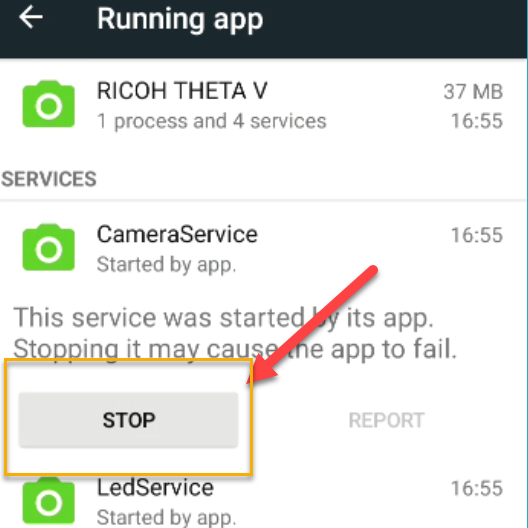 Running app
RICOH THETA V 37 MB
1 process and 4 services 16:55
SERVICES
CameraService 16:55
Started by app.
This service was started by its app.
Stopping it may cause the app to fail.
STOP REPORT
LedService 16:55
Started by app.